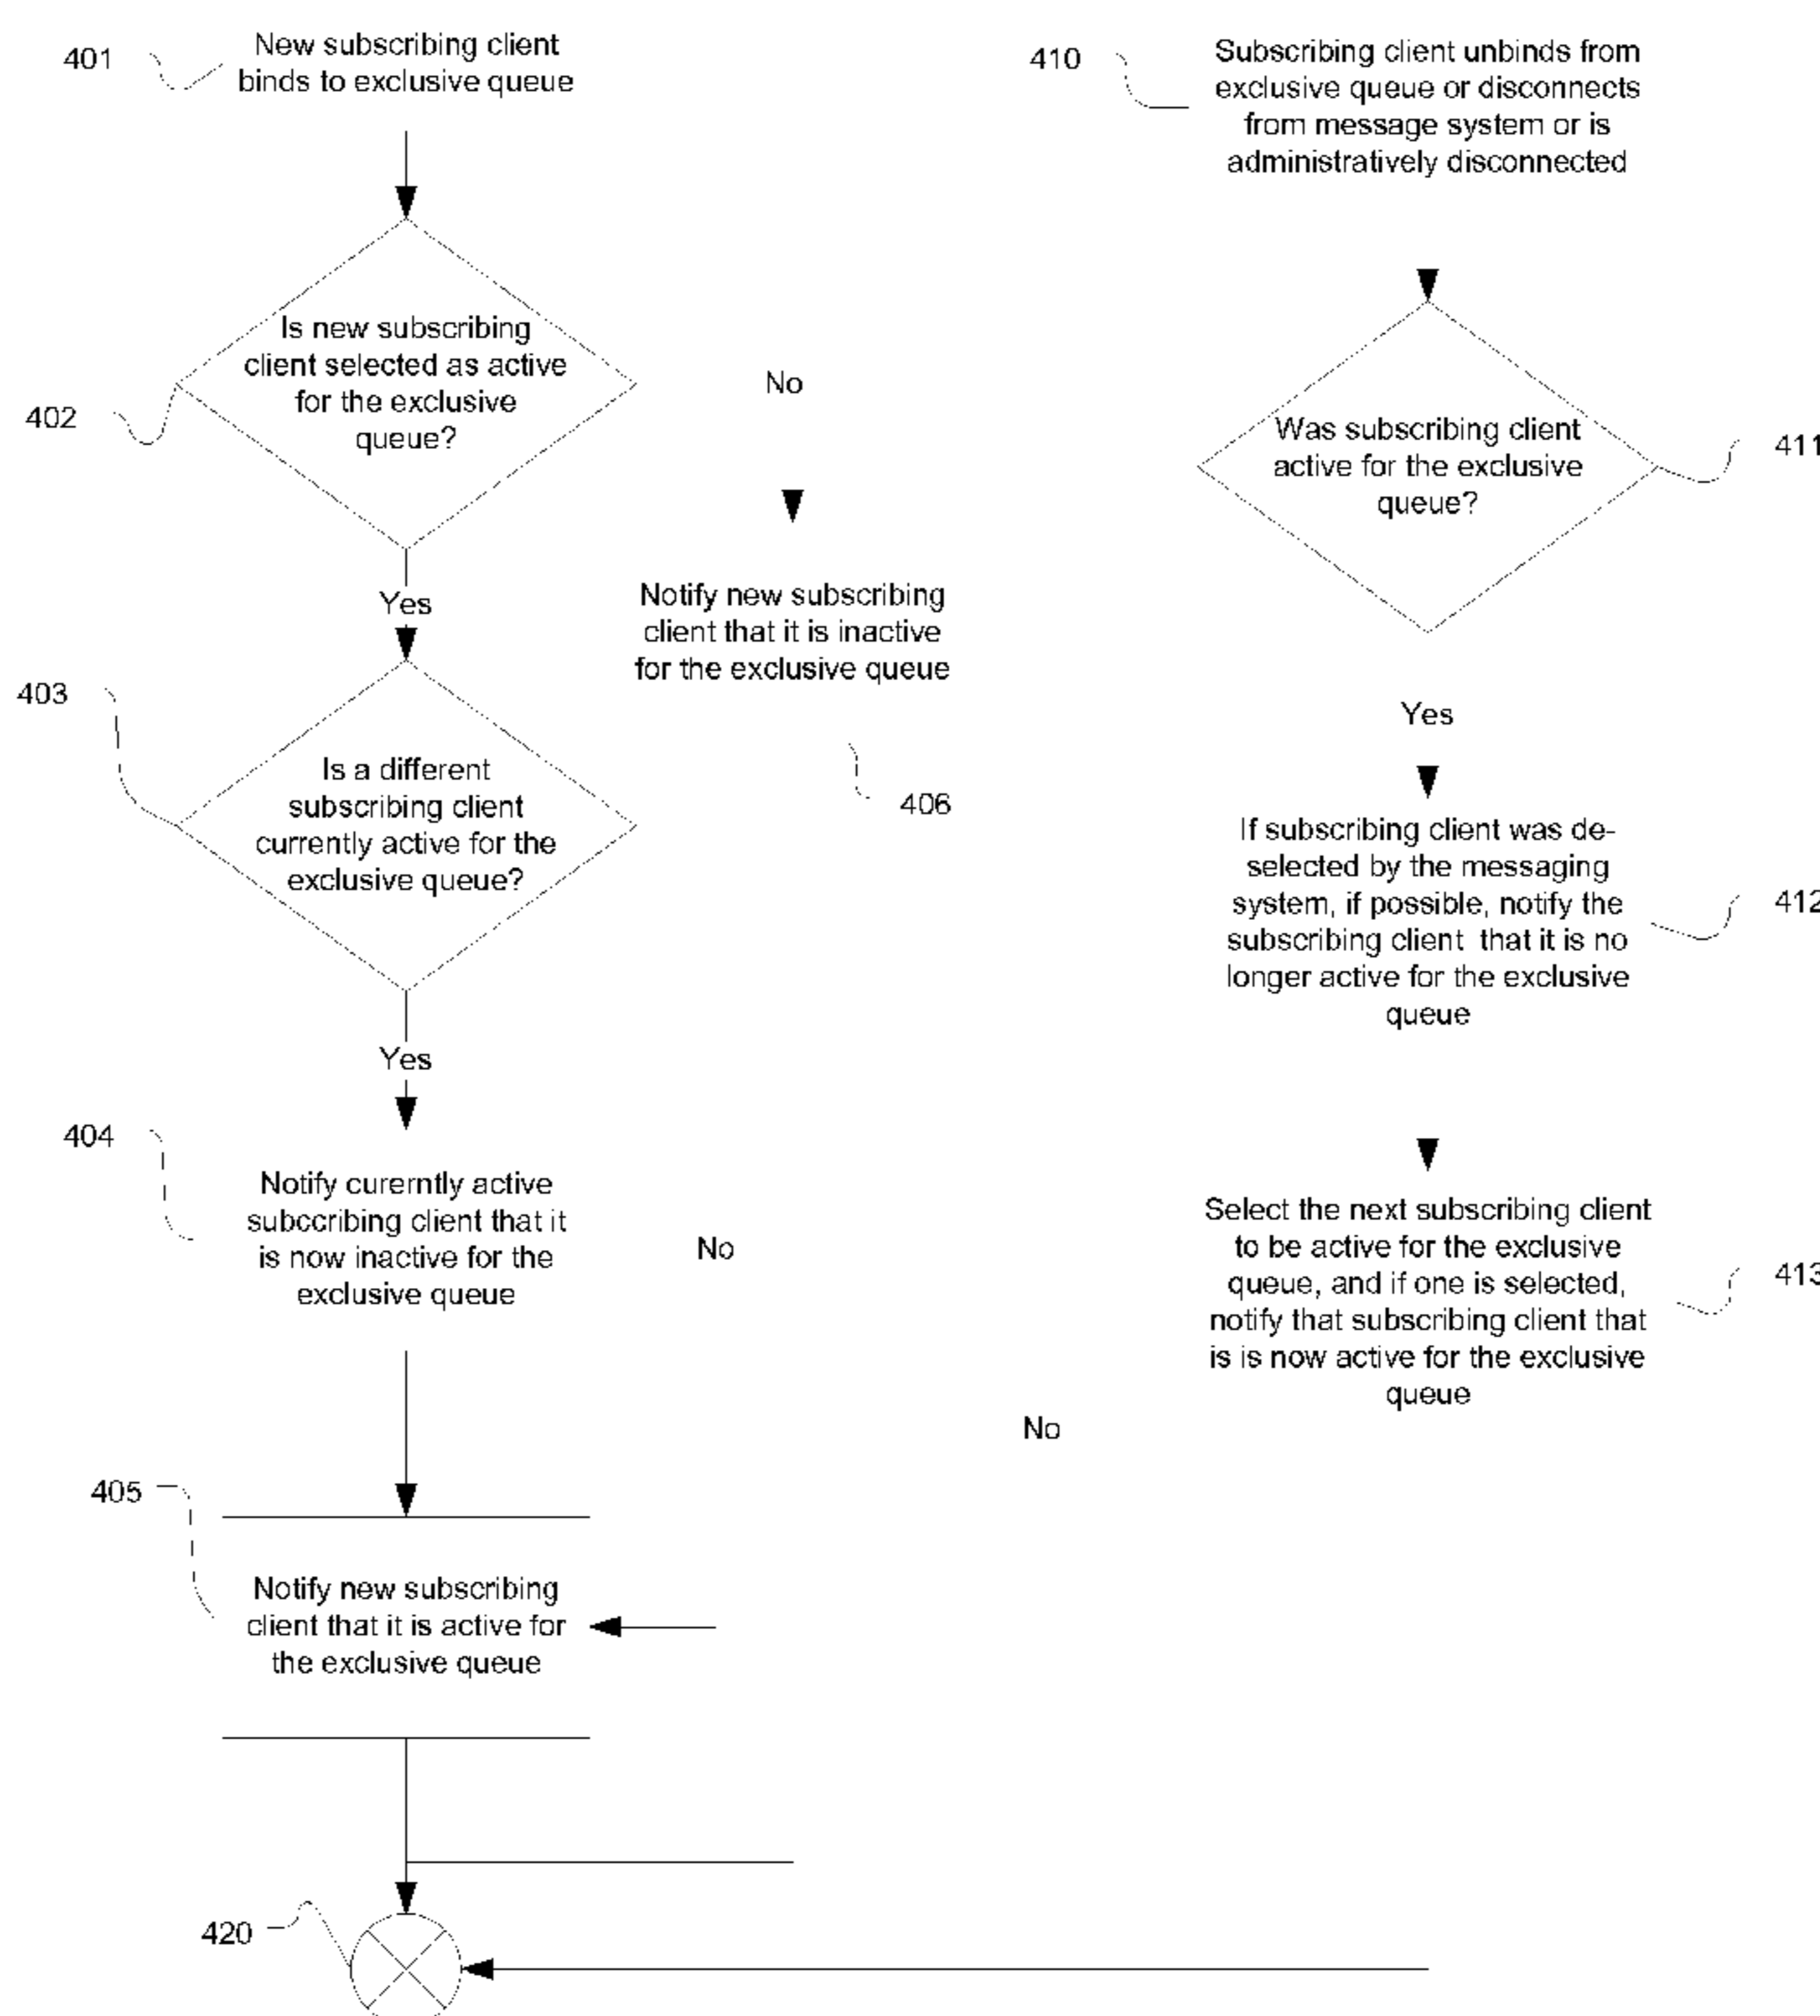 401
New subscribing client
binds to exclusive queue
402
Is new subscribing
client selected as active
for the exclusive
queue?
No
Yes
403
Is a different
subscribing client
currently active for the
exclusive queue?
Notify new subscribing
client that it is inactive
for the exclusive queue
406
Yes
404
Notify curerntly active
subccribing client that it
is now inactive for the
exclusive queue
No
405
Notify new subscribing
client that it is active for
the exclusive queue
420
410
Subscribing client unbinds from
exclusive queue or disconnects
from message system or is
administratively disconnected
Was subscribing client
active for the exclusive
queue?
411
Yes
If subscribing client was de-
selected by the messaging
system, if possible, notify the
subscribing client that it is no
longer active for the exclusive
queue
412
Select the next subscribing client
to be active for the exclusive
queue, and if one is selected,
notify that subscribing client that
is is now active for the exclusive
queue
413
No